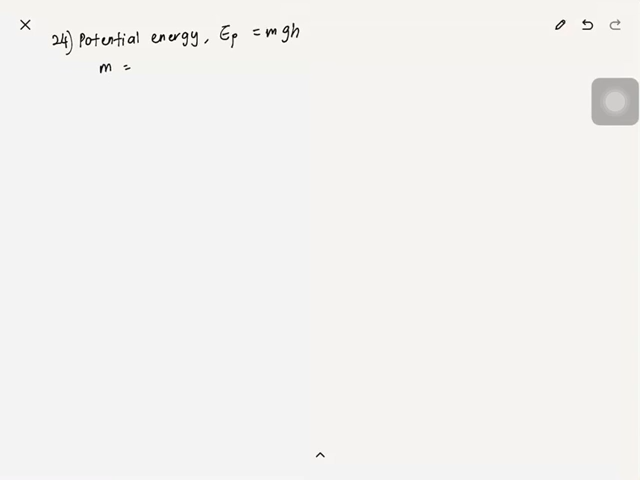 24) Potential energy, Ep = mgh
m =